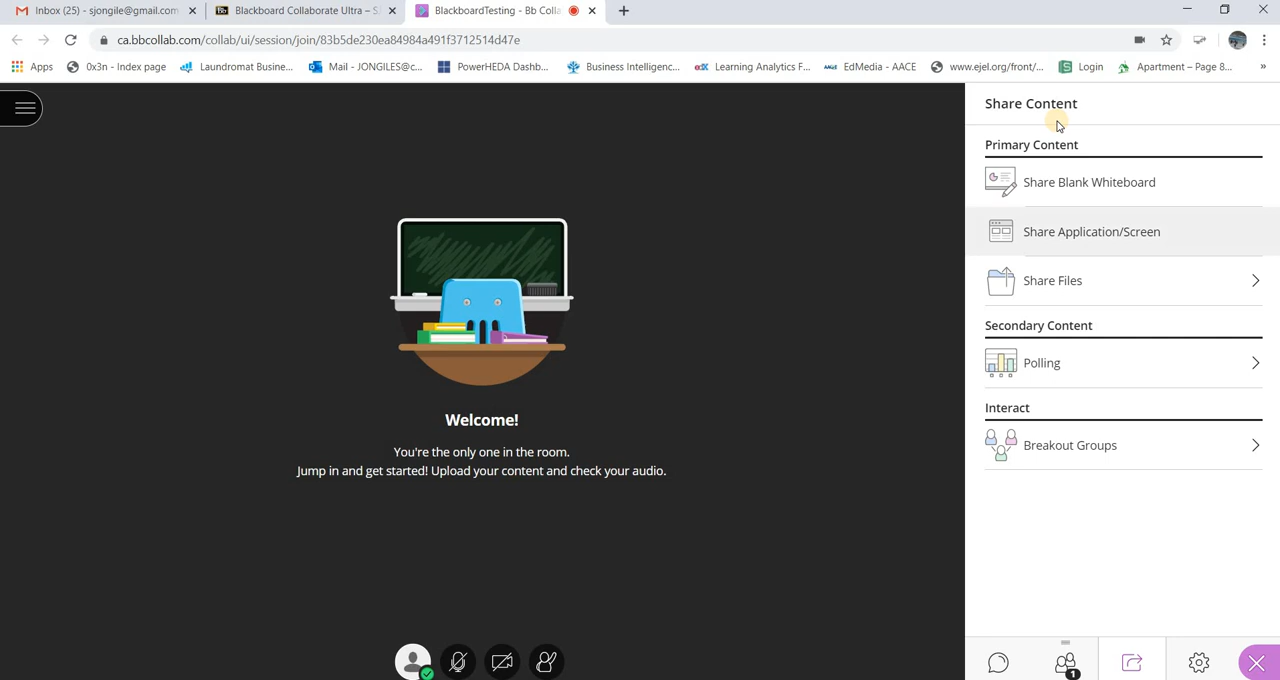 Inbox (25) - sjongile@gmail.com
Blackboard Collaborate Ultra – S
BlackboardTesting - Bb Colla
ca.bbcollab.com/collab/ui/session/join/83b5de230ea84984a491f3712514d47e
Apps
0x3n - Index page
Laundromat Busine...
Mail - JONGILES@c...
PowerHEDA Dashb...
Business Intelligenc...
Learning Analytics F...
EdMedia - AACE
www.ejel.org/front/...
Login
Apartment – Page 8...
»
Share Content
Primary Content
Share Blank Whiteboard
Share Application/Screen
Share Files
Secondary Content
Polling
Interact
Breakout Groups
Welcome!
You're the only one in the room.
Jump in and get started! Upload your content and check your audio.
1